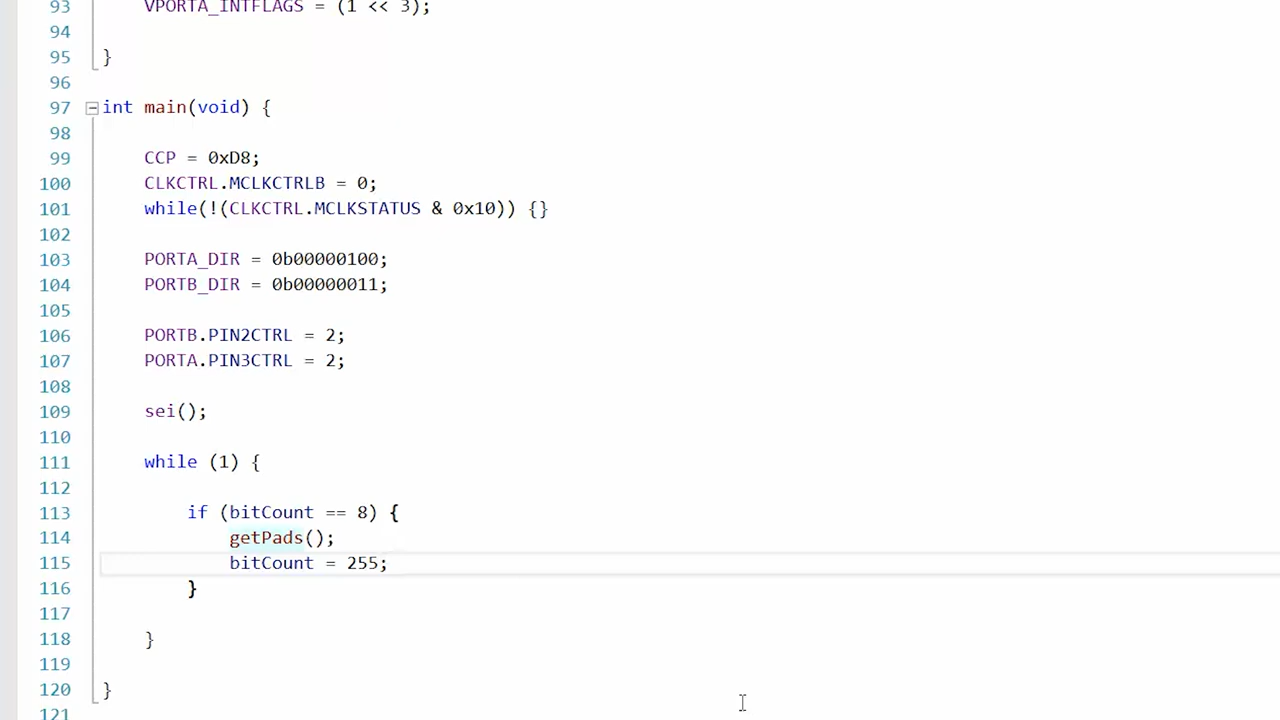 93 VPORTA_INTFLAGS = (1 << 3);
94
95 }
96
97 int main(void) {
98
99 CCP = 0xD8;
100 CLKCTRL.MCLKCTRLB = 0;
101 while(!(CLKCTRL.MCLKSTATUS & 0x10)) {}
102
103 PORTA_DIR = 0b00000100;
104 PORTB_DIR = 0b00000011;
105
106 PORTB.PIN2CTRL = 2;
107 PORTA.PIN3CTRL = 2;
108
109 sei();
110
111 while (1) {
112
113 if (bitCount == 8) {
114 getPads();
115 bitCount = 255;
116 }
117
118 }
119
120 }
121